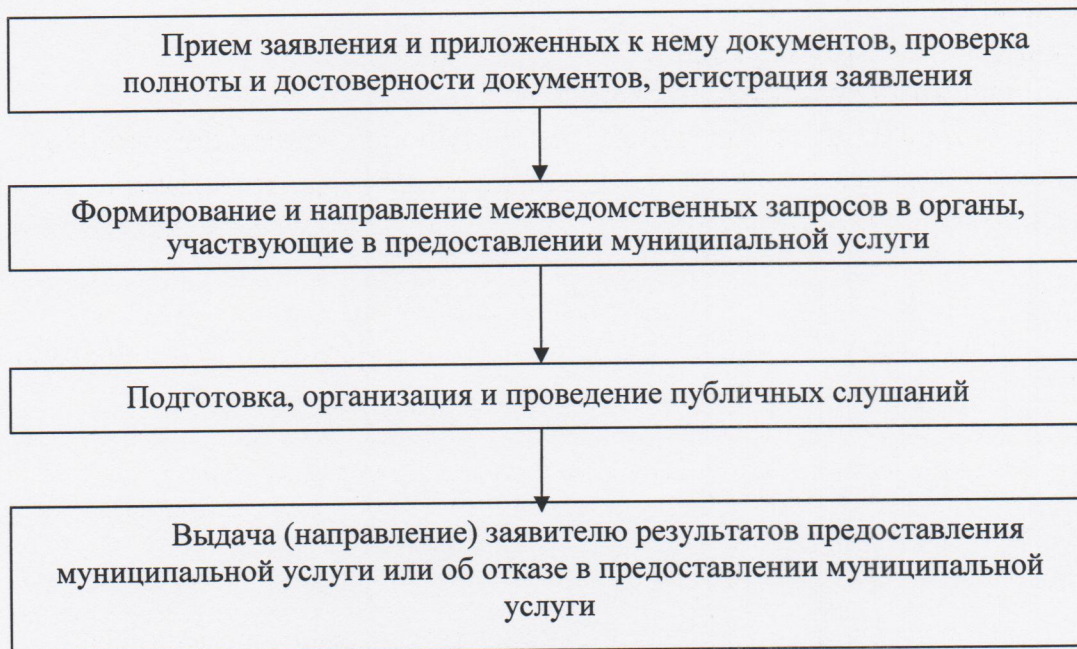 Прием заявления и приложенных к нему документов, проверка
полноты и достоверности документов, регистрация заявления
Формирование и направление межведомственных запросов в органы,
участвующие в предоставлении муниципальной услуги
Подготовка, организация и проведение публичных слушаний
Выдача (направление) заявителю результатов предоставления
муниципальной услуги или об отказе в предоставлении муниципальной
услуги